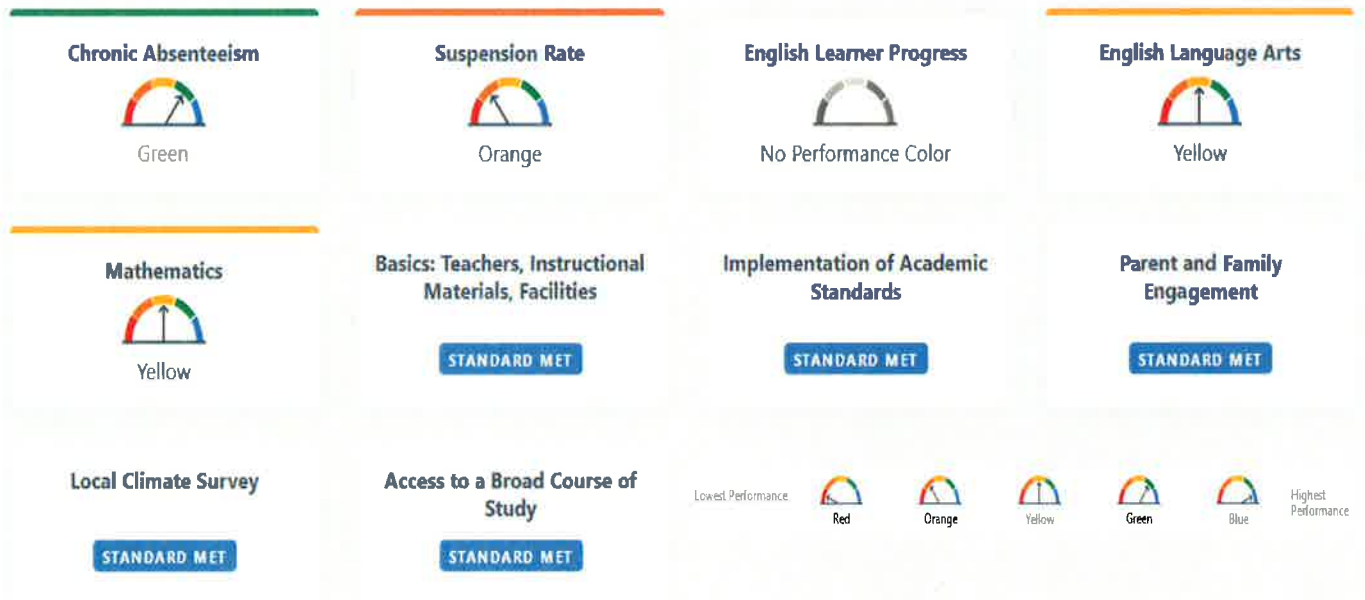 Chronic Absenteeism
Green
Suspension Rate
Orange
English Learner Progress
No Performance Color
English Language Arts
Yellow
Mathematics
Yellow
Basics: Teachers, Instructional
Materials, Facilities
STANDARD MET
Implementation of Academic
Standards
STANDARD MET
Parent and Family
Engagement
STANDARD MET
Local Climate Survey
STANDARD MET
Access to a Broad Course of
Study
STANDARD MET
Lowest Performance
Red
Orange
Yellow
Green
Blue
Highest
Performance